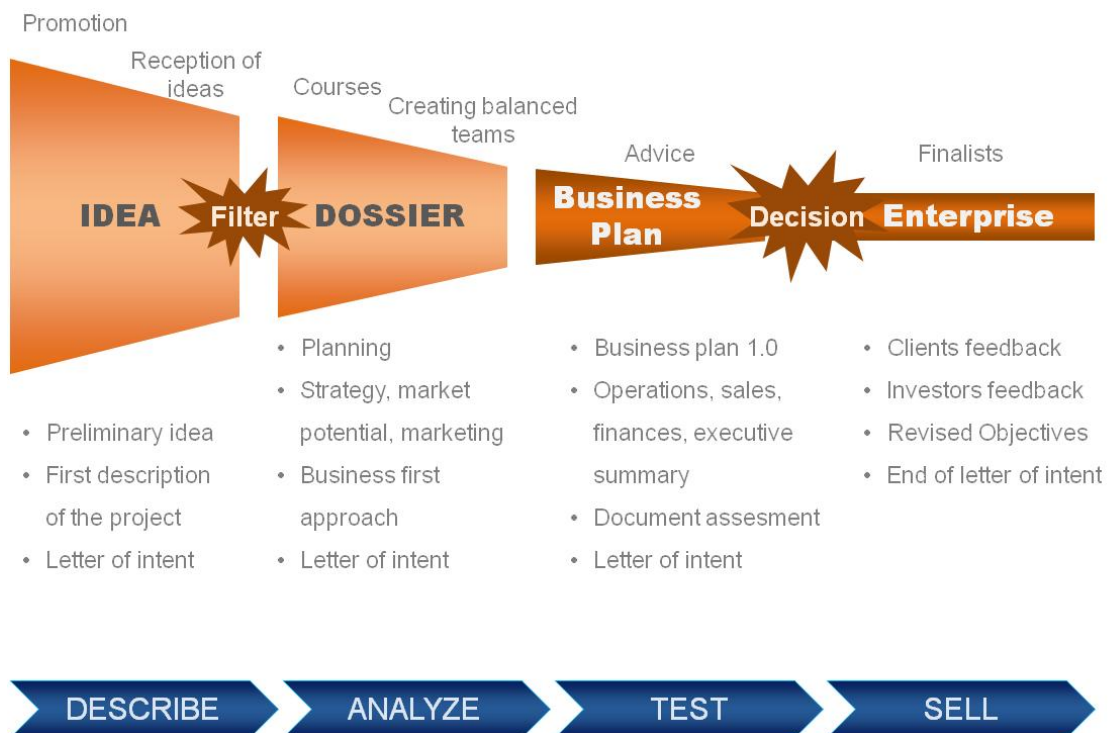 Promotion
Reception of
ideas
Courses
Creating balanced
teams
Advice
Finalists
IDEA
Filter
DOSSIER
Business
Plan
Decision
Enterprise
• Preliminary idea
• First description
of the project
• Letter of intent
• Planning
• Strategy, market
potential, marketing
• Business first
approach
• Letter of intent
• Business plan 1.0
• Operations, sales,
finances, executive
summary
• Document assesment
• Letter of intent
• Clients feedback
• Investors feedback
• Revised Objectives
• End of letter of intent
DESCRIBE
ANALYZE
TEST
SELL